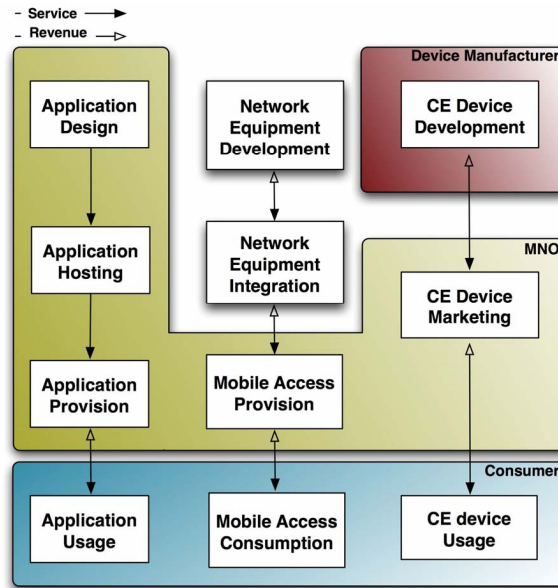 Service
Revenue
Device Manufacturer
Application
Design
Network
Equipment
Development
CE Device
Development
MNO
Application
Hosting
Network
Equipment
Integration
CE Device
Marketing
Application
Provision
Mobile Access
Provision
Consumer
Application
Usage
Mobile Access
Consumption
CE device
Usage